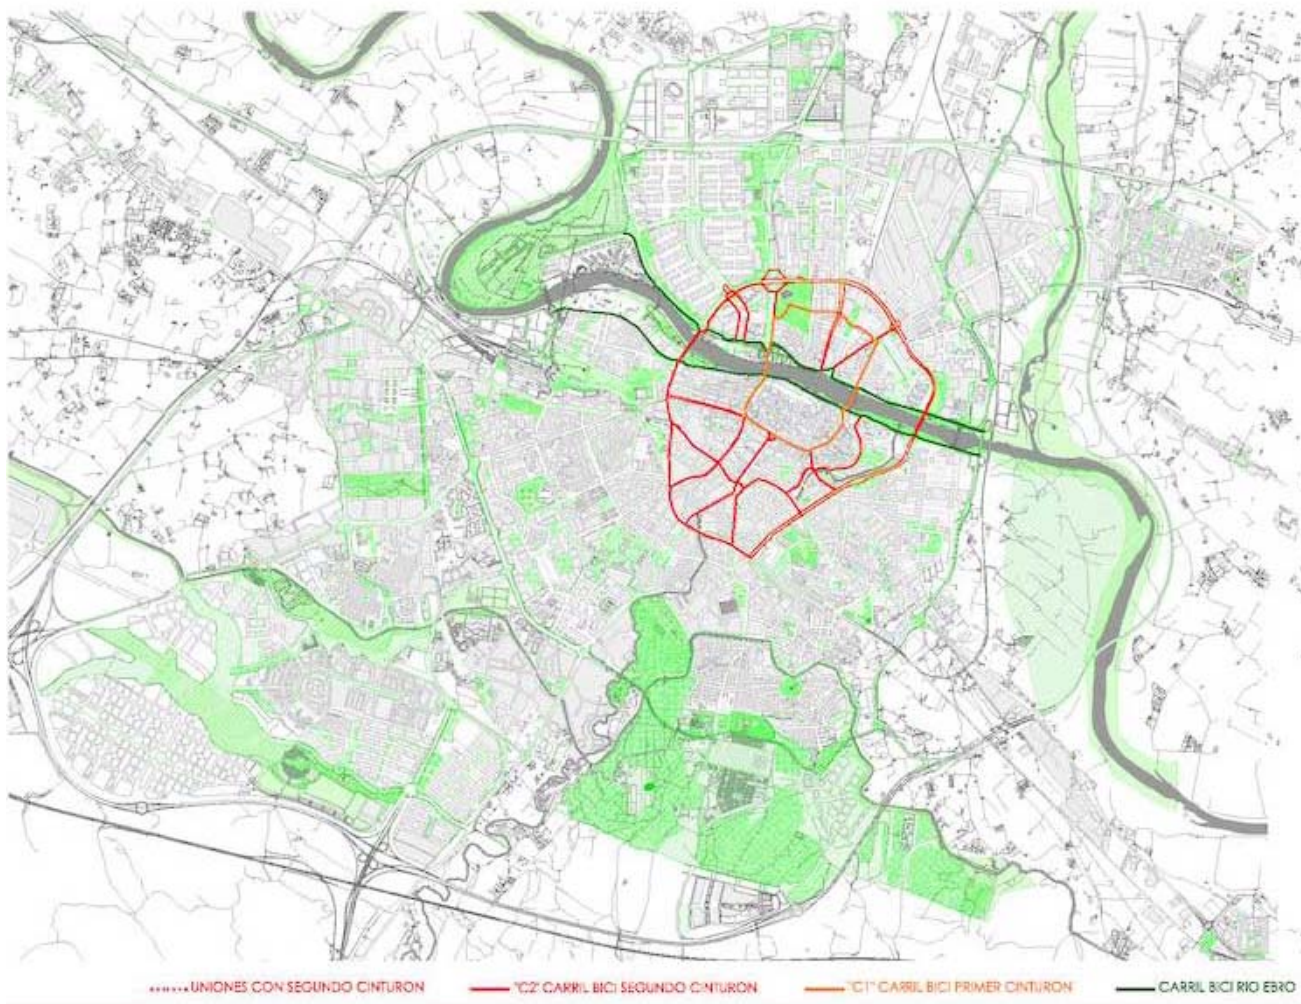 UNIONES CON SEGUNDO CINTURON
"C2" CARRIL BICI SEGUNDO CINTURON
"C1" CARRIL BICI PRIMER CINTURON
CARRIL BICI RIO EBRO